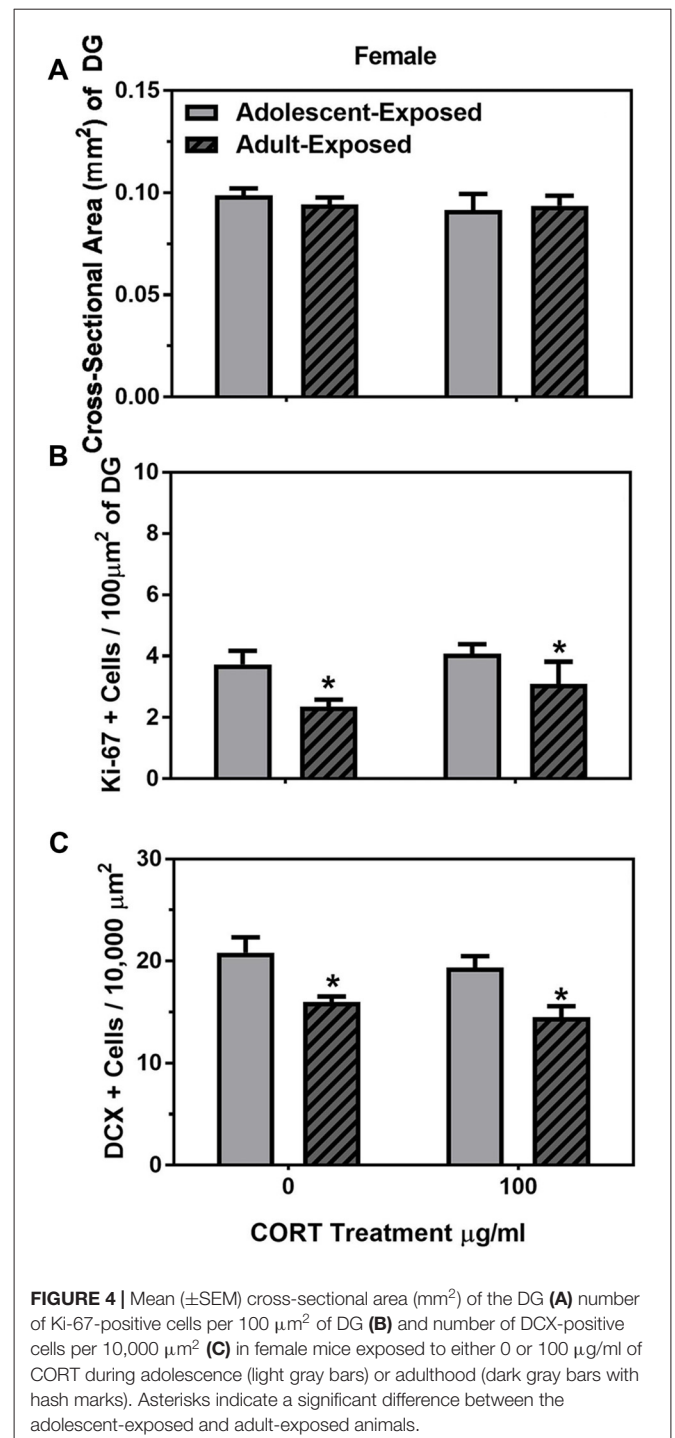 A
Female
Cross-Sectional Area (mm²) of DG
0.15
0.10
0.05
0.00
Adolescent-Exposed
Adult-Exposed
B
Ki-67 + Cells / 100μm² of DG
10
8
6
4
2
0
*
*
C
DCX + Cells / 10,000 μm²
30
20
10
0
*
*
0
100
CORT Treatment μg/ml
FIGURE 4 | Mean (±SEM) cross-sectional area (mm²) of the DG (A) number
of Ki-67-positive cells per 100 μm² of DG (B) and number of DCX-positive
cells per 10,000 μm² (C) in female mice exposed to either 0 or 100 μg/ml of
CORT during adolescence (light gray bars) or adulthood (dark gray bars with
hash marks). Asterisks indicate a significant difference between the
adolescent-exposed and adult-exposed animals.